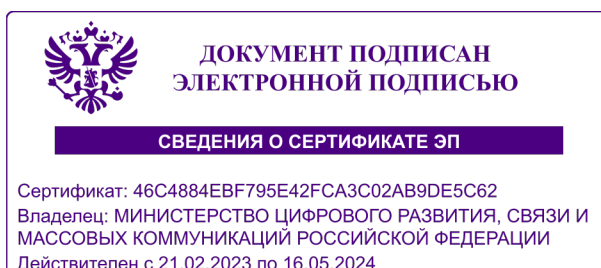 ДОКУМЕНТ ПОДПИСАН
ЭЛЕКТРОННОЙ ПОДПИСЬЮ
СВЕДЕНИЯ О СЕРТИФИКАТЕ ЭП
Сертификат: 46C4884EBF795E42FCA3C02AB9DE5C62
Владелец: МИНИСТЕРСТВО ЦИФРОВОГО РАЗВИТИЯ, СВЯЗИ И
МАССОВЫХ КОММУНИКАЦИЙ РОССИЙСКОЙ ФЕДЕРАЦИИ
Действителен с 21.02.2023 по 16.05.2024